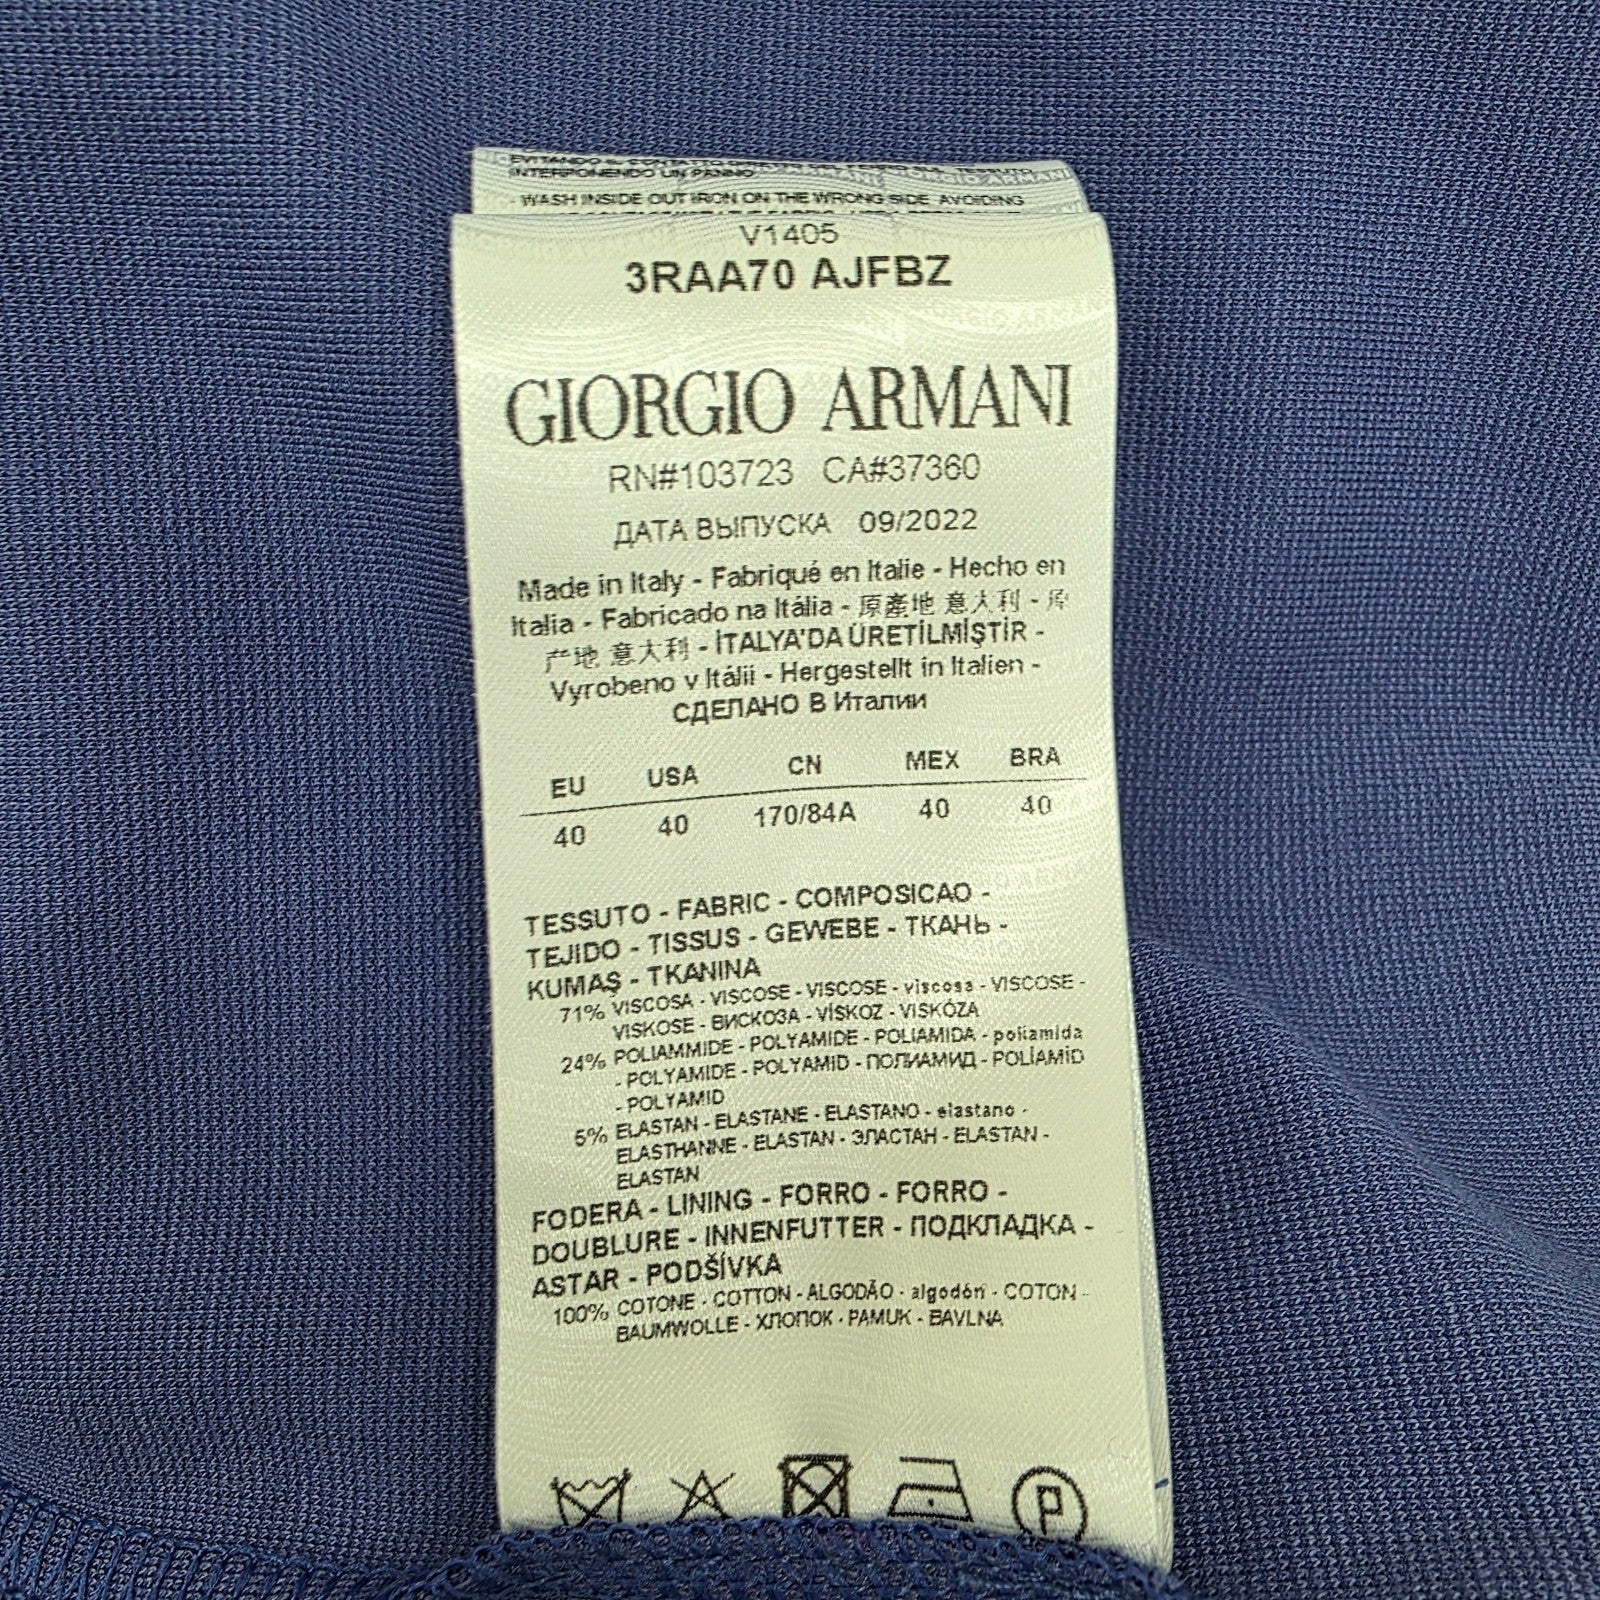 INTERPONENDO UN PANNO
- WASH INSIDE OUT IRON ON THE WRONG SIDE AVOIDING
V1405
3RAA70 AJFBZ
GIORGIO ARMANI
RN#103723 CA#37360
ДАТА ВЫПУСКА 09/2022
Made in Italy - Fabriqué en Italie - Hecho en
Italia - Fabricado na Itália - 原產地 意大利 - 原
产地 意大利 - İTALYA'DA ÜRETİLMİŞTİR -
Vyrobeno v Itálii - Hergestellt in Italien -
СДЕЛАНО В Италии
EU USA CN MEX BRA
40 40 170/84A 40 40
TESSUTO - FABRIC - COMPOSICAO -
TEJIDO - TISSUS - GEWEBE - ТКАНЬ -
KUMAŞ - TKANINA
71% VISCOSA - VISCOSE - VISCOSE - viscosa - VISCOSE -
VISKOSE - ВИСКОЗА - VİSKOZ - VISKÓZA
24% POLIAMMIDE - POLYAMIDE - POLIAMIDA - poliamida
- POLYAMIDE - POLYAMID - ПОЛИАМИД - POLİAMİD
- POLYAMID
5% ELASTAN - ELASTANE - ELASTANO - elastano -
ELASTHANNE - ELASTAN - ЭЛАСТАН - ELASTAN -
ELASTAN
FODERA - LINING - FORRO - FORRO -
DOUBLURE - INNENFUTTER - ПОДКЛАДКА -
ASTAR - PODŠÍVKA
100% COTONE - COTTON - ALGODÃO - algodón - COTON -
BAUMWOLLE - ХЛОПОК - PAMUK - BAVLNA
P